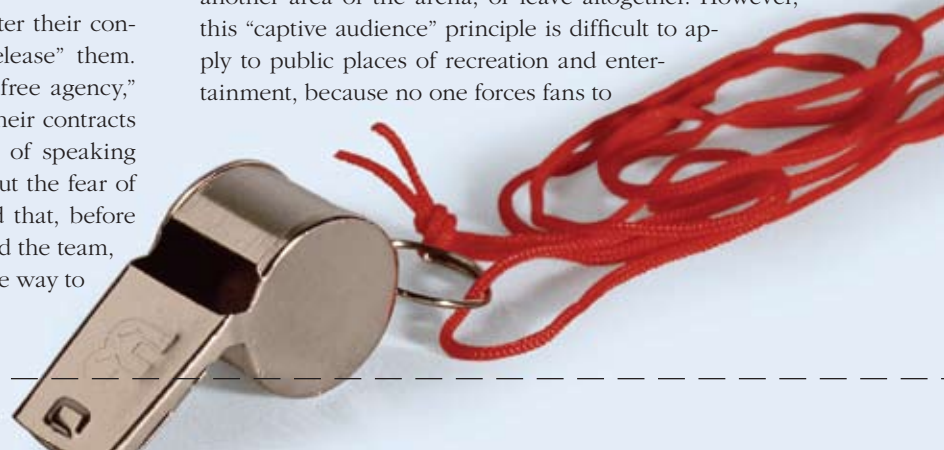 ter their con-
elease” them.
free agency,”
heir contracts
of speaking
ut the fear of
d that, before
d the team,
e way to
another area of the arena, or leave altogether. However,
this “captive audience” principle is difficult to ap-
ply to public places of recreation and enter-
tainment, because no one forces fans to